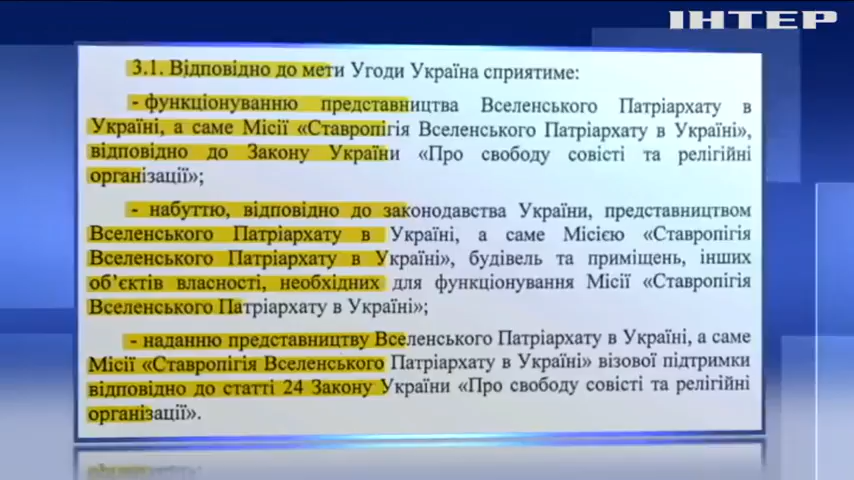 ІНТЕР
3.1. Відповідно до мети Угоди Україна сприятиме:
- функціонуванню представництва Вселенського Патріархату в
Україні, а саме Місії «Ставропігія Вселенського Патріархату в Україні»,
відповідно до Закону України «Про свободу совісті та релігійні
організації»;
- набуттю, відповідно до законодавства України, представництвом
Вселенського Патріархату в Україні, а саме Місією «Ставропігія
Вселенського Патріархату в Україні», будівель та приміщень, інших
об’єктів власності, необхідних для функціонування Місії «Ставропігія
Вселенського Патріархату в Україні»;
- наданню представництву Вселенського Патріархату в Україні, а саме
Місії «Ставропігія Вселенського Патріархату в Україні» візової підтримки
відповідно до статті 24 Закону України «Про свободу совісті та релігійні
організації».